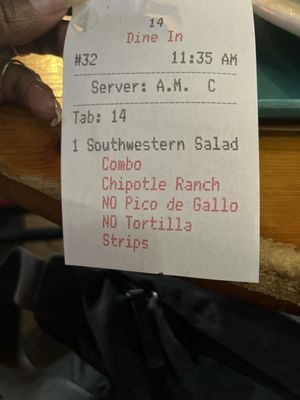 14
Dine In
#32 11:35 AM
Server: A.M. C
Tab: 14
1 Southwestern Salad
Combo
Chipotle Ranch
NO Pico de Gallo
NO Tortilla
Strips